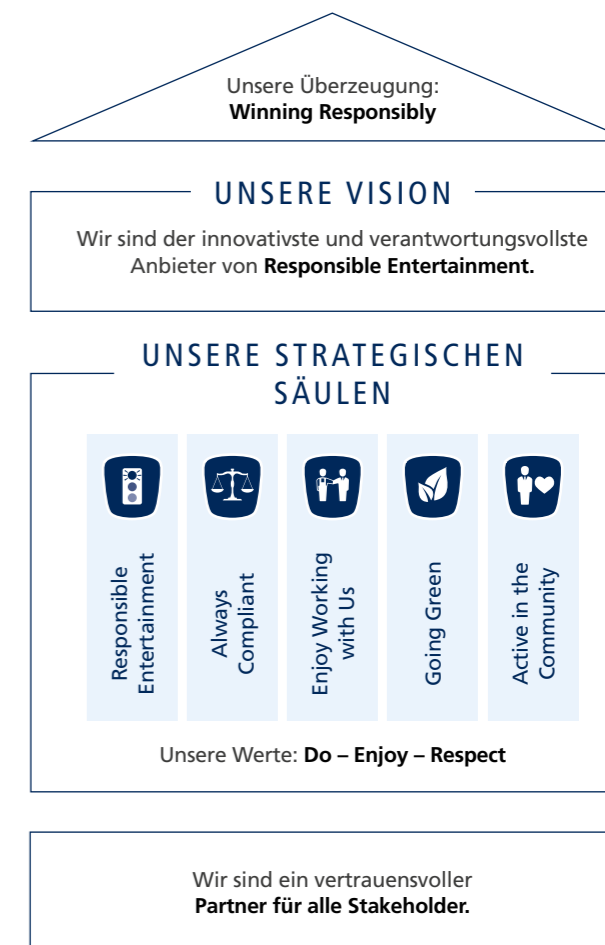 Unsere Überzeugung:
Winning Responsibly
UNSERE VISION
Wir sind der innovativste und verantwortungsvollste
Anbieter von Responsible Entertainment.
UNSERE STRATEGISCHEN
SÄULEN
Responsible
Entertainment
Always
Compliant
Enjoy Working
with Us
Going Green
Active in the
Community
Unsere Werte: Do – Enjoy – Respect
Wir sind ein vertrauensvoller
Partner für alle Stakeholder.